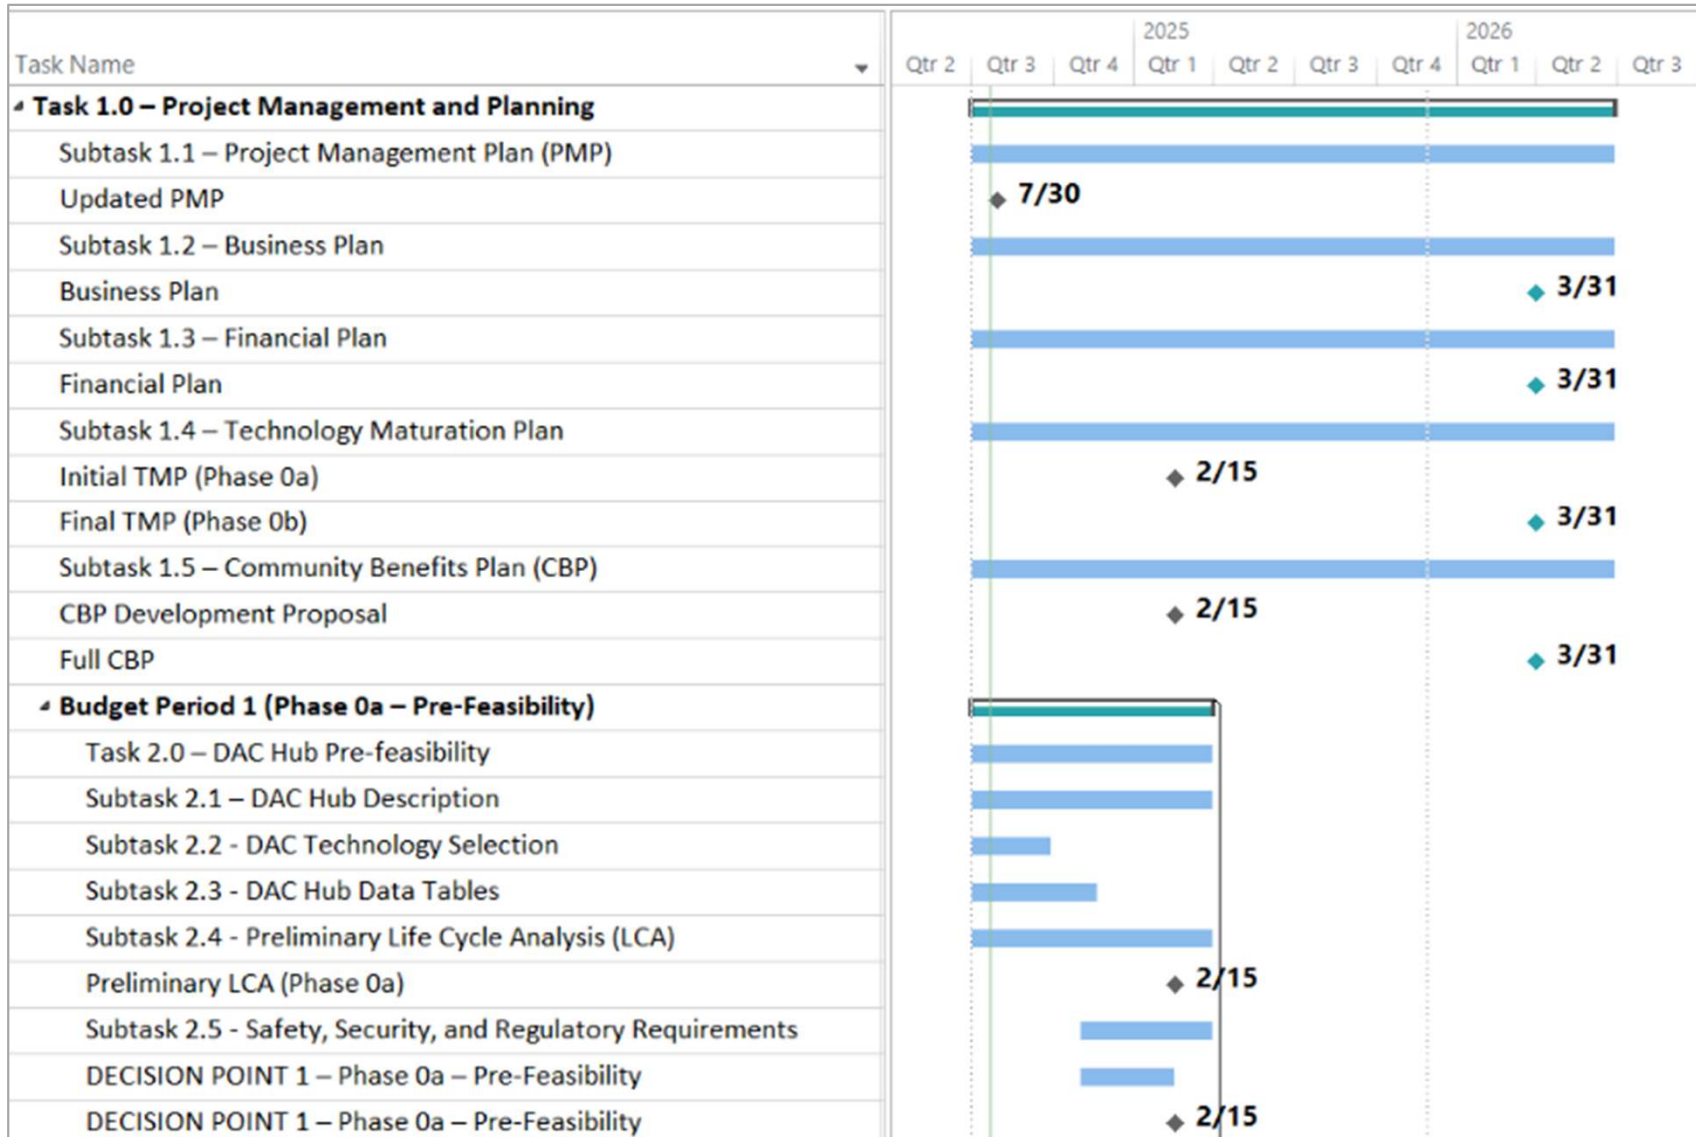 2025 2026
Task Name Qtr 2 Qtr 3 Qtr 4 Qtr 1 Qtr 2 Qtr 3 Qtr 4 Qtr 1 Qtr 2 Qtr 3
Task 1.0 – Project Management and Planning
Subtask 1.1 – Project Management Plan (PMP)
Updated PMP 7/30
Subtask 1.2 – Business Plan
Business Plan 3/31
Subtask 1.3 – Financial Plan
Financial Plan 3/31
Subtask 1.4 – Technology Maturation Plan
Initial TMP (Phase 0a) 2/15
Final TMP (Phase 0b) 3/31
Subtask 1.5 – Community Benefits Plan (CBP)
CBP Development Proposal 2/15
Full CBP 3/31
Budget Period 1 (Phase 0a – Pre-Feasibility)
Task 2.0 – DAC Hub Pre-feasibility
Subtask 2.1 – DAC Hub Description
Subtask 2.2 - DAC Technology Selection
Subtask 2.3 - DAC Hub Data Tables
Subtask 2.4 - Preliminary Life Cycle Analysis (LCA)
Preliminary LCA (Phase 0a) 2/15
Subtask 2.5 - Safety, Security, and Regulatory Requirements
DECISION POINT 1 – Phase 0a – Pre-Feasibility
DECISION POINT 1 – Phase 0a – Pre-Feasibility 2/15